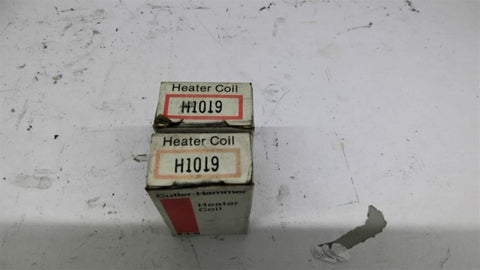 Heater Coil
H1019
Heater Coil
H1019
Cutler-Hammer
Heater
Coil